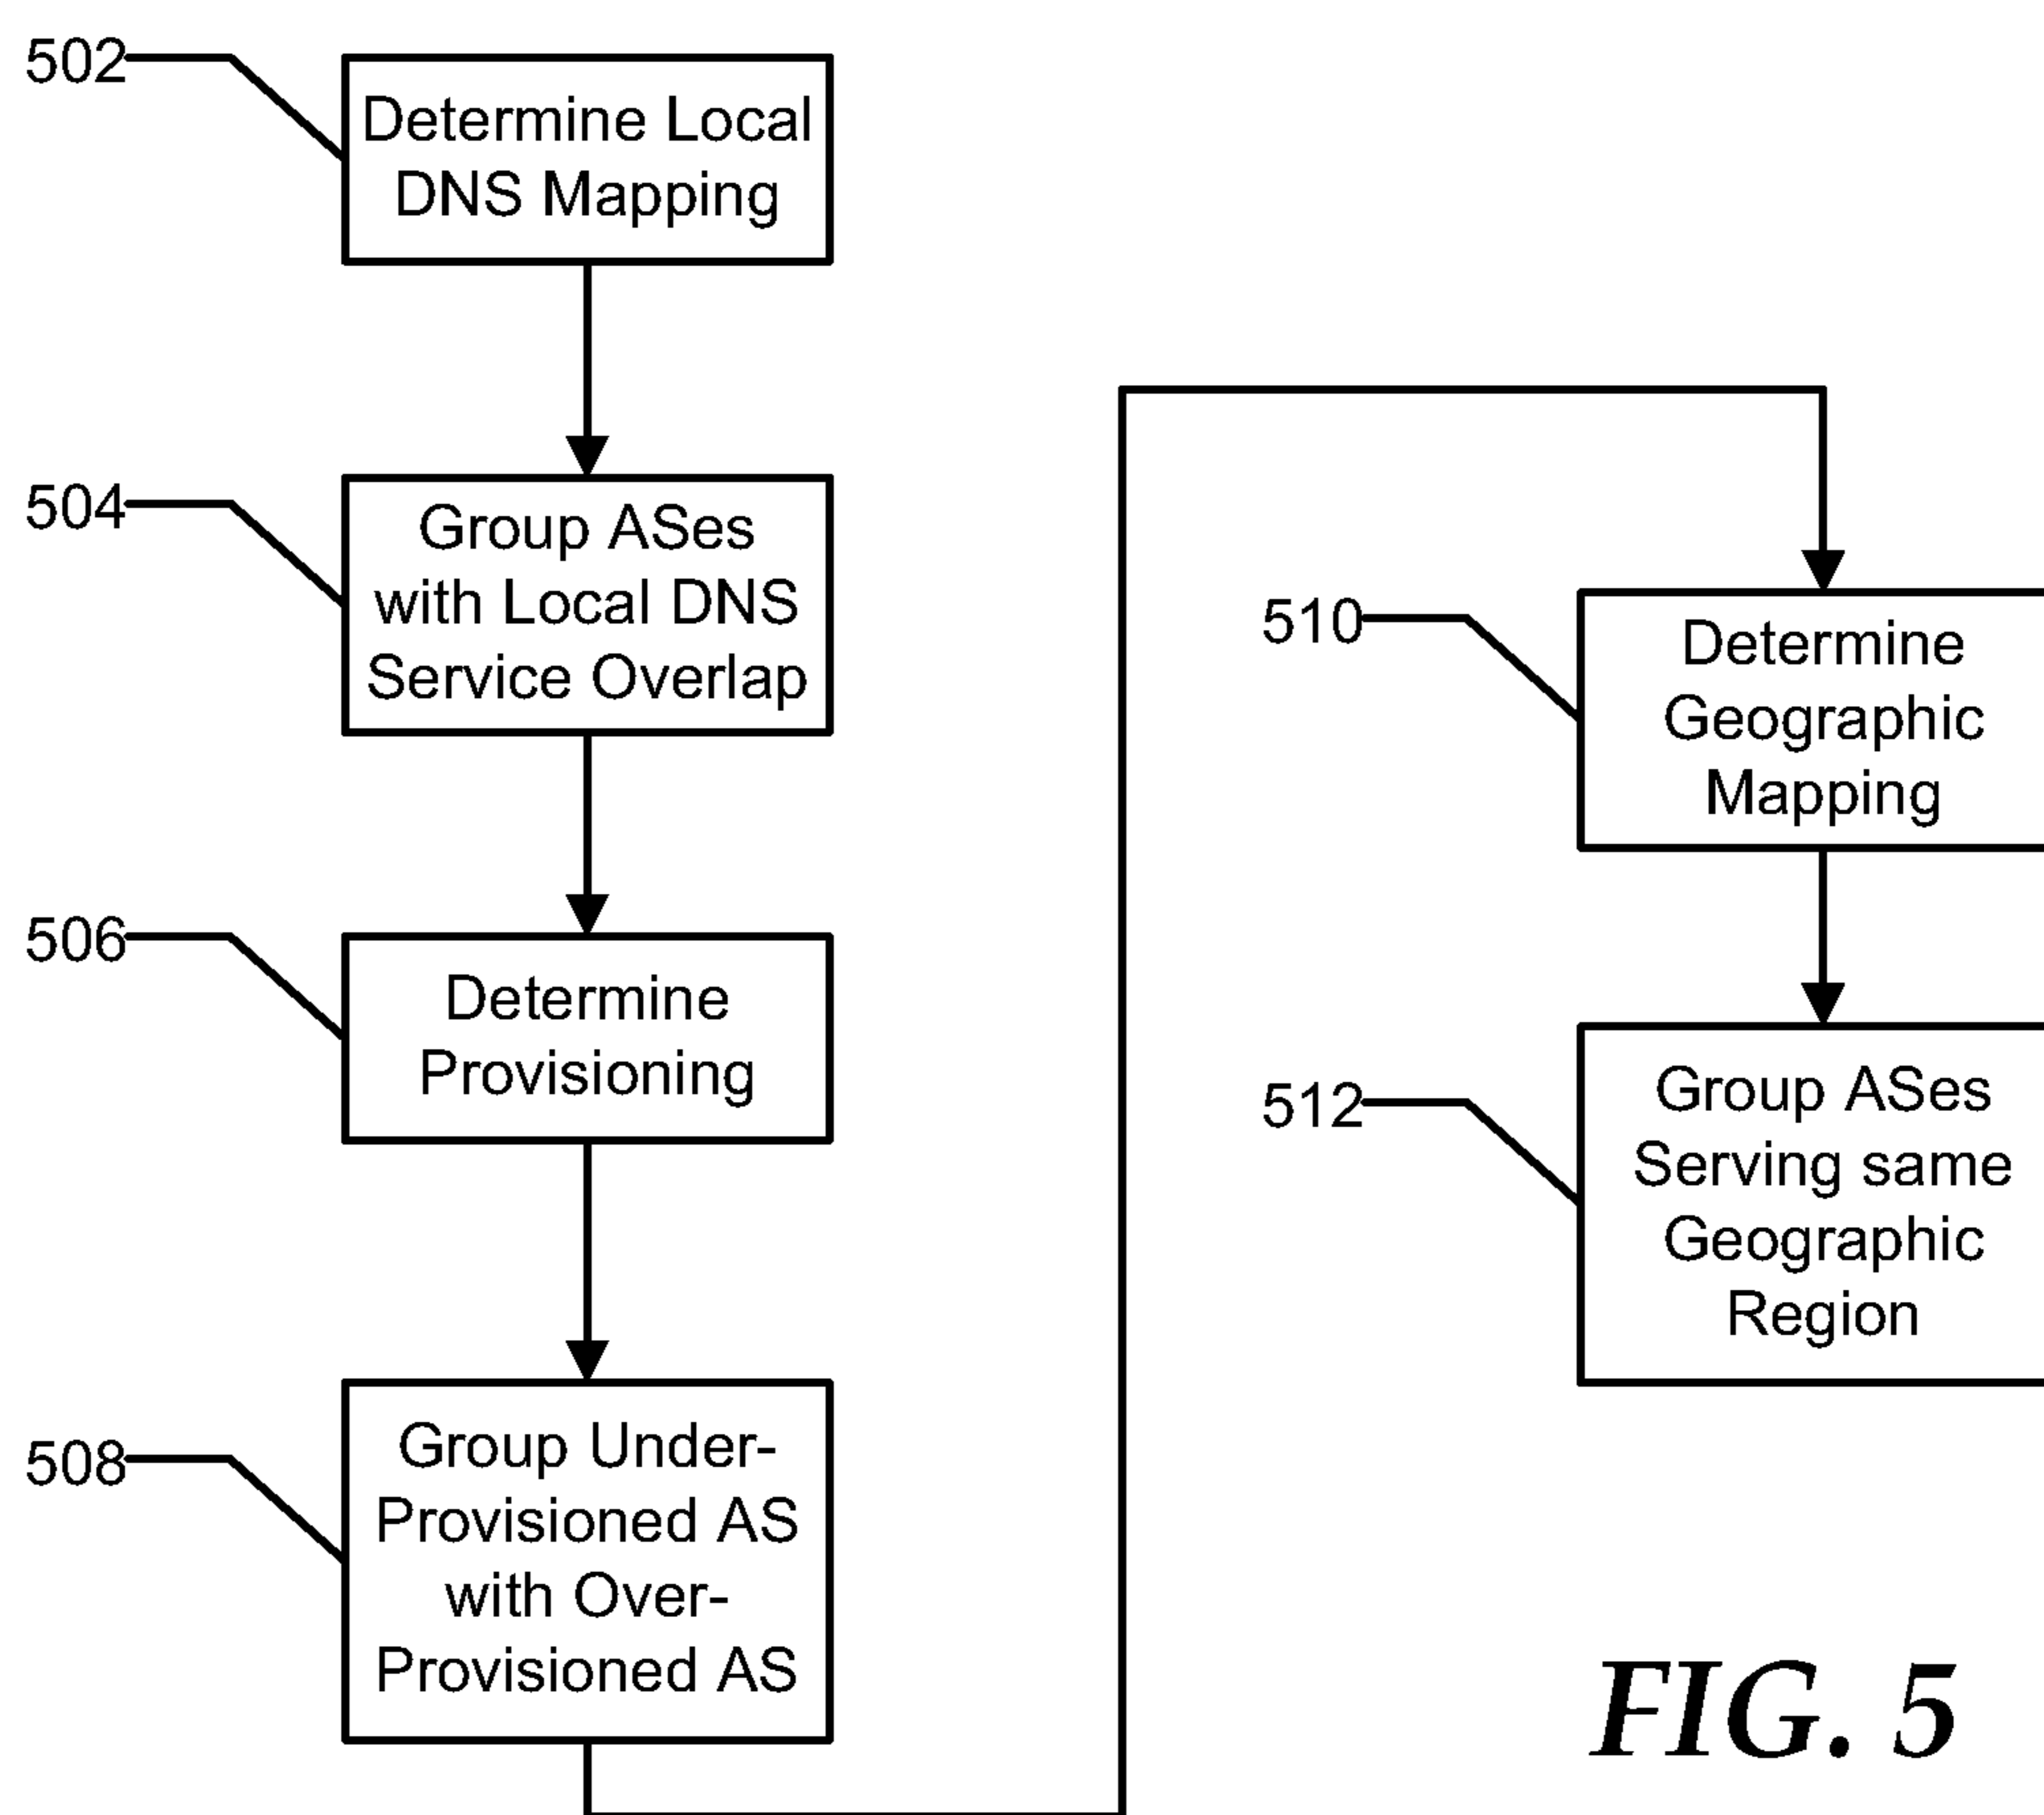 502
Determine Local
DNS Mapping
504
Group ASes
with Local DNS
Service Overlap
506
Determine
Provisioning
508
Group Under-
Provisioned AS
with Over-
Provisioned AS
510
Determine
Geographic
Mapping
512
Group ASes
Serving same
Geographic
Region
FIG. 5